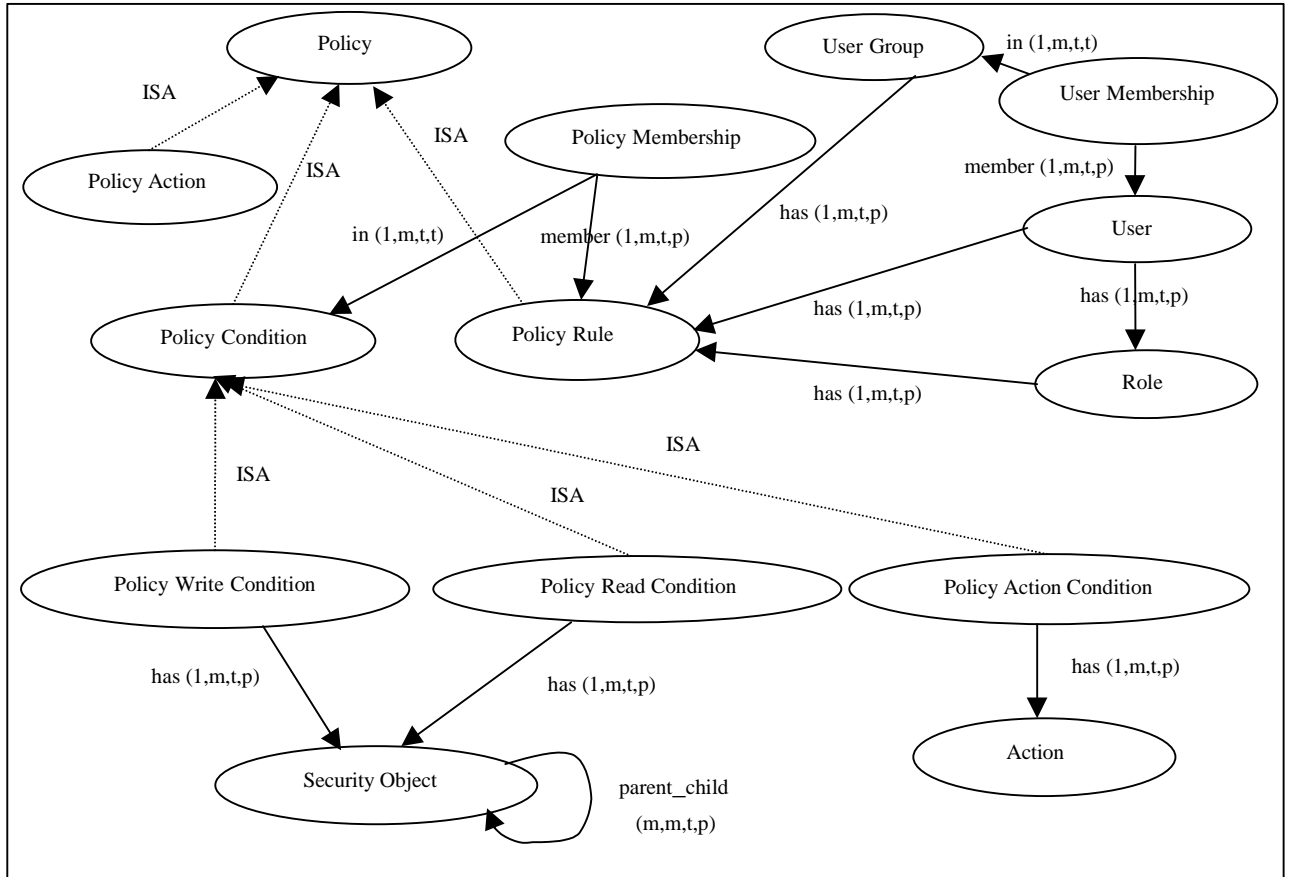 Policy
User Group
in (1,m,t,t)
ISA
User Membership
Policy Membership
ISA
ISA
member (1,m,t,p)
Policy Action
has (1,m,t,p)
User
in (1,m,t,t)
member (1,m,t,p)
has (1,m,t,p)
has (1,m,t,p)
Policy Condition
Policy Rule
Role
has (1,m,t,p)
ISA
ISA
ISA
Policy Write Condition
Policy Read Condition
Policy Action Condition
has (1,m,t,p)
has (1,m,t,p)
has (1,m,t,p)
Action
Security Object
parent_child
(m,m,t,p)